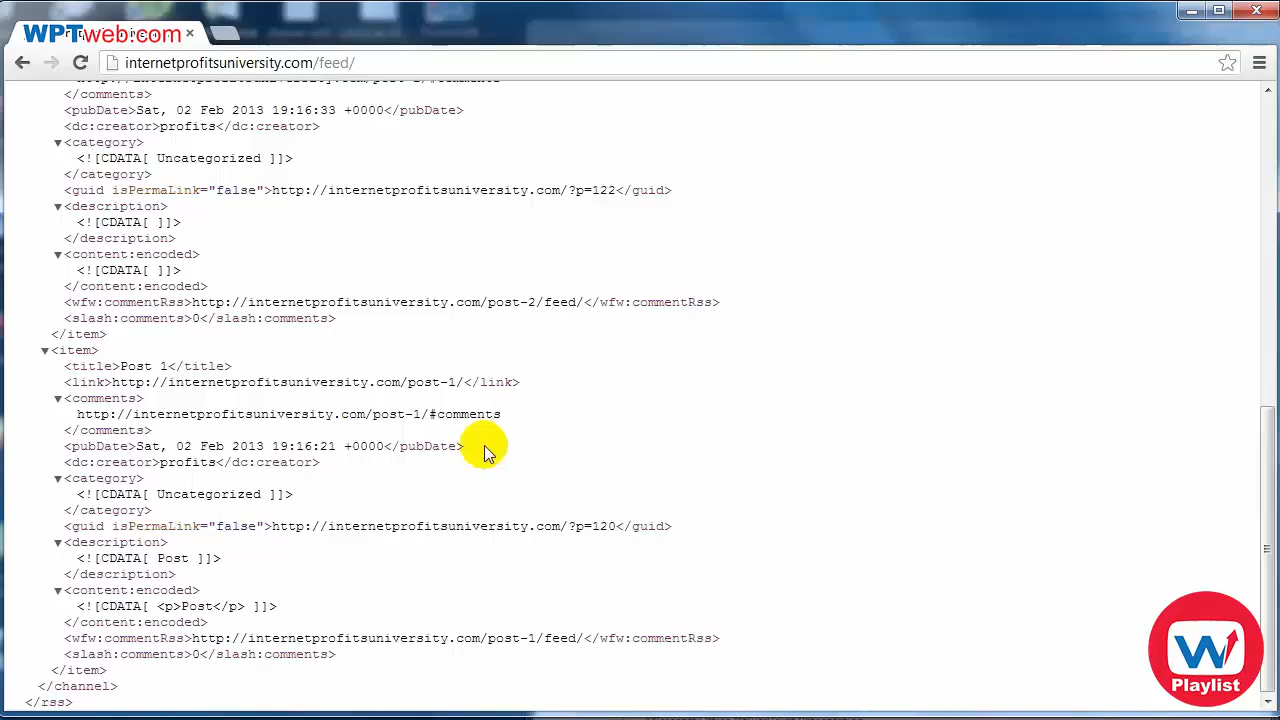 WPTweb.com
internetprofitsuniversity.com/feed/
</comments>
<pubDate>Sat, 02 Feb 2013 19:16:33 +0000</pubDate>
<dc:creator>profits</dc:creator>
▼<category>
<![CDATA[ Uncategorized ]]>
</category>
<guid isPermaLink="false">http://internetprofitsuniversity.com/?p=122</guid>
▼<description>
<![CDATA[ ]]>
</description>
▼<content:encoded>
<![CDATA[ ]]>
</content:encoded>
<wfw:commentRss>http://internetprofitsuniversity.com/post-2/feed/</wfw:commentRss>
<slash:comments>0</slash:comments>
</item>
▼<item>
<title>Post 1</title>
<link>http://internetprofitsuniversity.com/post-1/</link>
▼<comments>
http://internetprofitsuniversity.com/post-1/#comments
</comments>
<pubDate>Sat, 02 Feb 2013 19:16:21 +0000</pubDate>
<dc:creator>profits</dc:creator>
▼<category>
<![CDATA[ Uncategorized ]]>
</category>
<guid isPermaLink="false">http://internetprofitsuniversity.com/?p=120</guid>
▼<description>
<![CDATA[ Post ]]>
</description>
▼<content:encoded>
<![CDATA[ <p>Post</p> ]]>
</content:encoded>
<wfw:commentRss>http://internetprofitsuniversity.com/post-1/feed/</wfw:commentRss>
<slash:comments>0</slash:comments>
</item>
</channel>
</rss>
W
Playlist